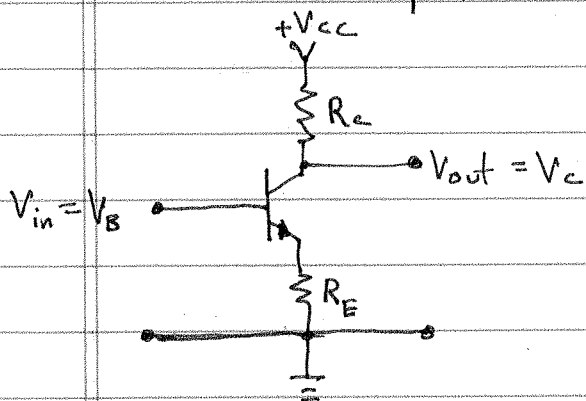 +Vcc
Rc
Vout = Vc
Vin = VB
RE